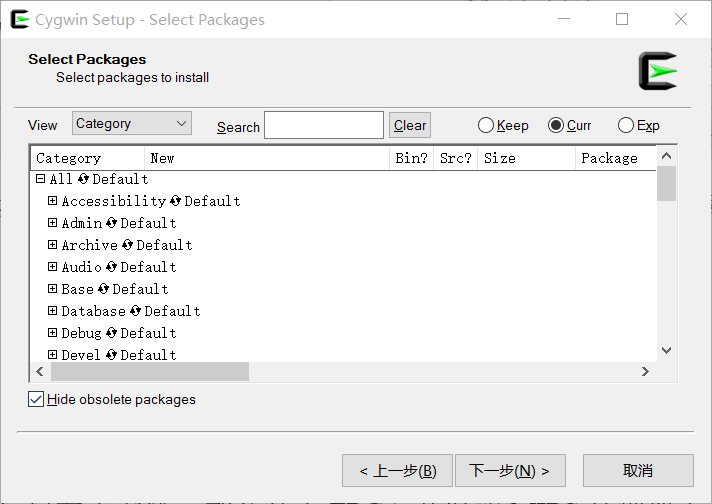 Cygwin Setup - Select Packages
Select Packages
Select packages to install
View Category Search Clear Keep Curr Exp
Category New Bin? Src? Size Package
All Default
Accessibility Default
Admin Default
Archive Default
Audio Default
Base Default
Database Default
Debug Default
Devel Default
Hide obsolete packages
< 上一步(B) 下一步(N) > 取消